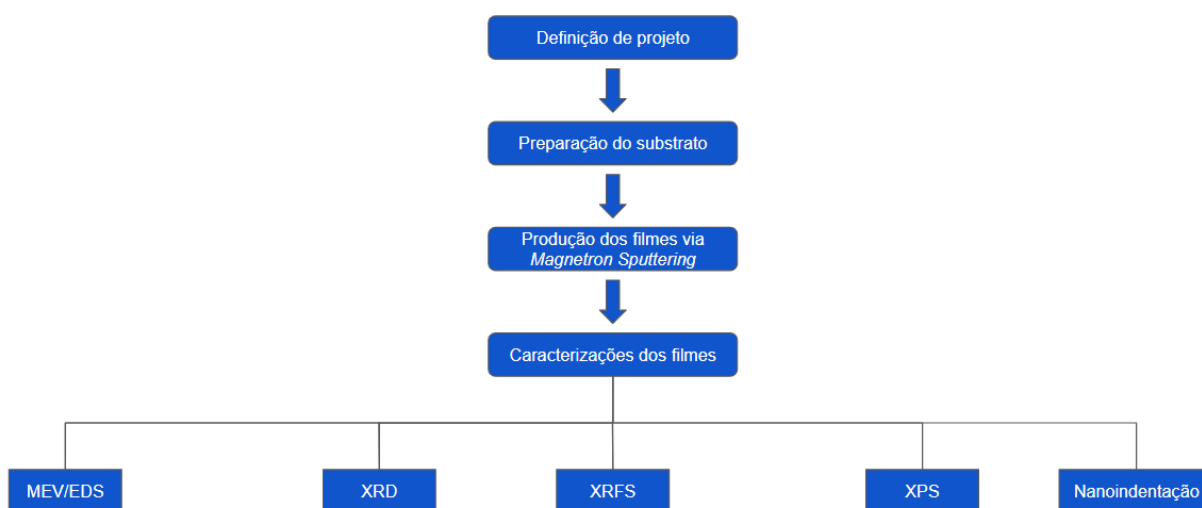 Definição de projeto
Preparação do substrato
Produção dos filmes via
Magnetron Sputtering
Caracterizações dos filmes
MEV/EDS
XRD
XRFS
XPS
Nanoindentação